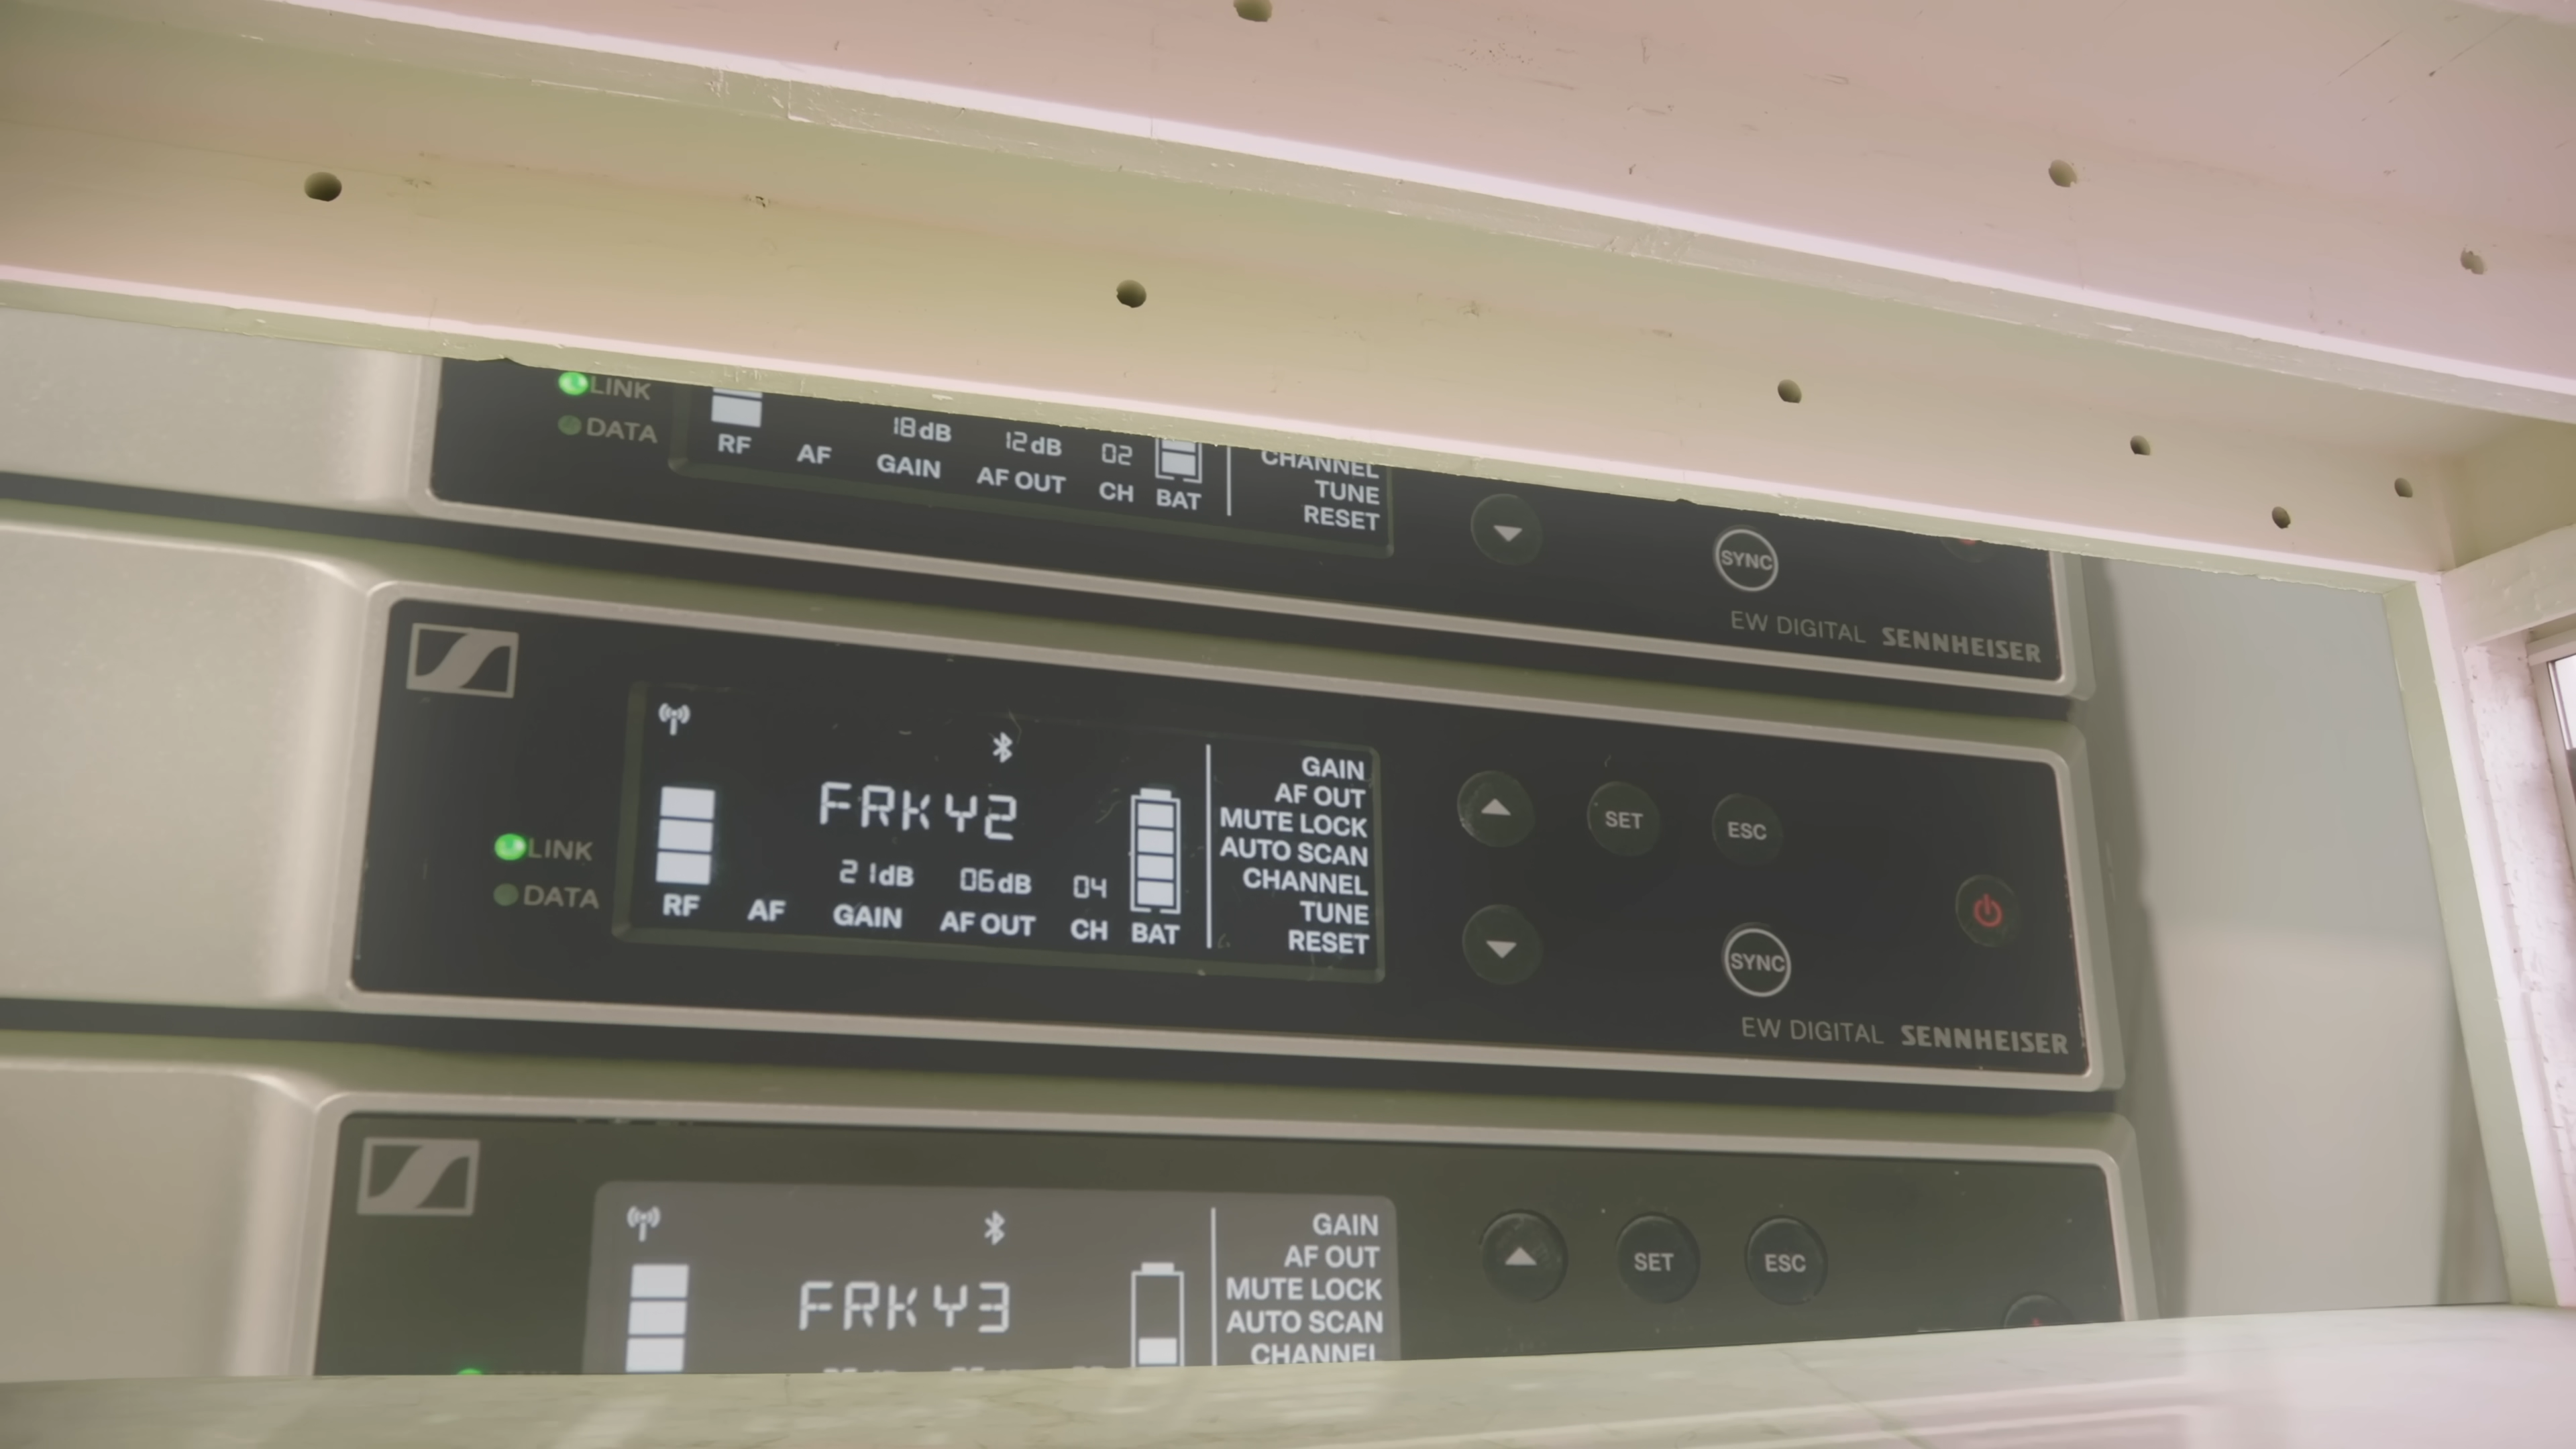 LINK
DATA
18dB 12dB 02
RF AF GAIN AF OUT CH BAT
CHANNEL
TUNE
RESET
SYNC
EW DIGITAL SENNHEISER
FRKY2
21dB 06dB 04
RF AF GAIN AF OUT CH BAT
LINK
DATA
GAIN
AF OUT
MUTE LOCK
AUTO SCAN
CHANNEL
TUNE
RESET
SET ESC
SYNC
EW DIGITAL SENNHEISER
FRKY3
GAIN
AF OUT
MUTE LOCK
AUTO SCAN
CHANNEL
SET ESC